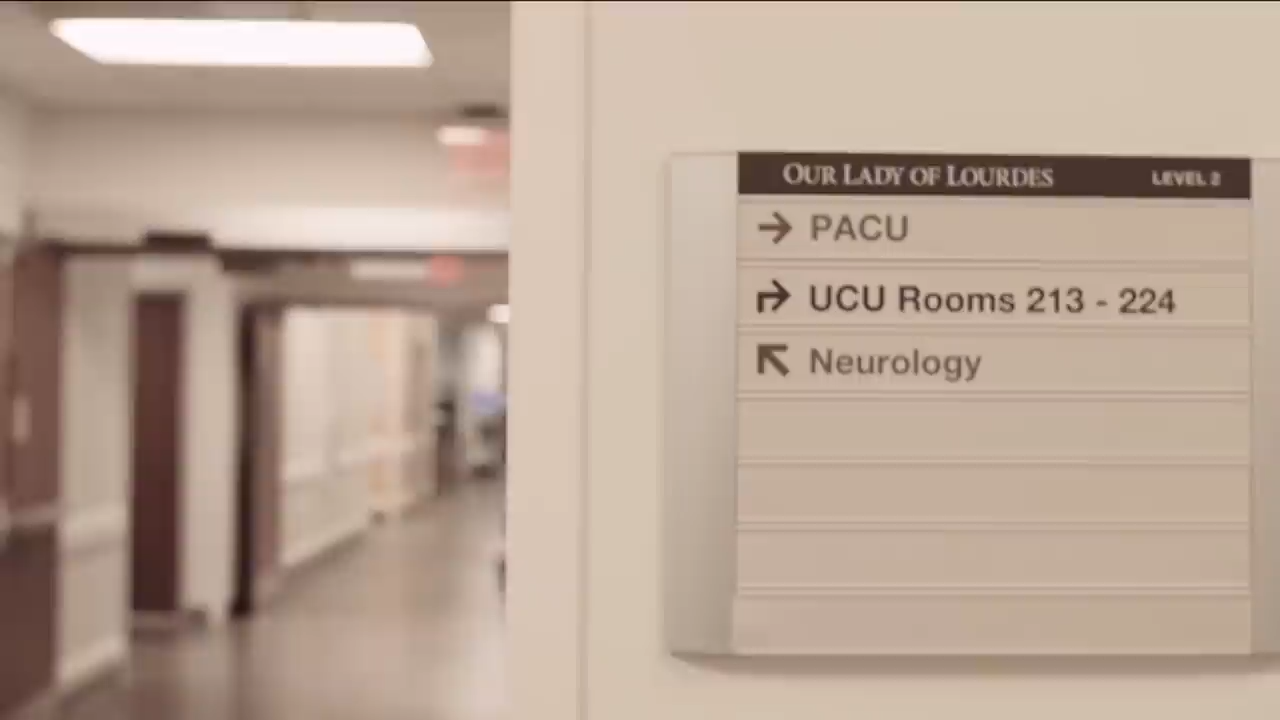 OUR LADY OF LOURDES LEVEL 2
→ PACU
↱ UCU Rooms 213 - 224
↖ Neurology